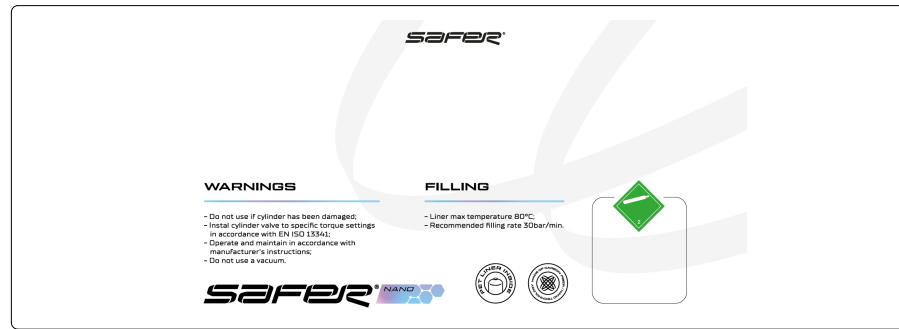 SAFER®
WARNINGS
- Do not use if cylinder has been damaged;
- Instal cylinder valve to specific torque settings
in accordance with EN ISO 13341;
- Operate and maintain in accordance with
manufacturer's instructions;
- Do not use a vacuum.
FILLING
- Liner max temperature 80°C;
- Recommended filling rate 30bar/min.
2
SAFER® NANO
PET LINER INSIDE